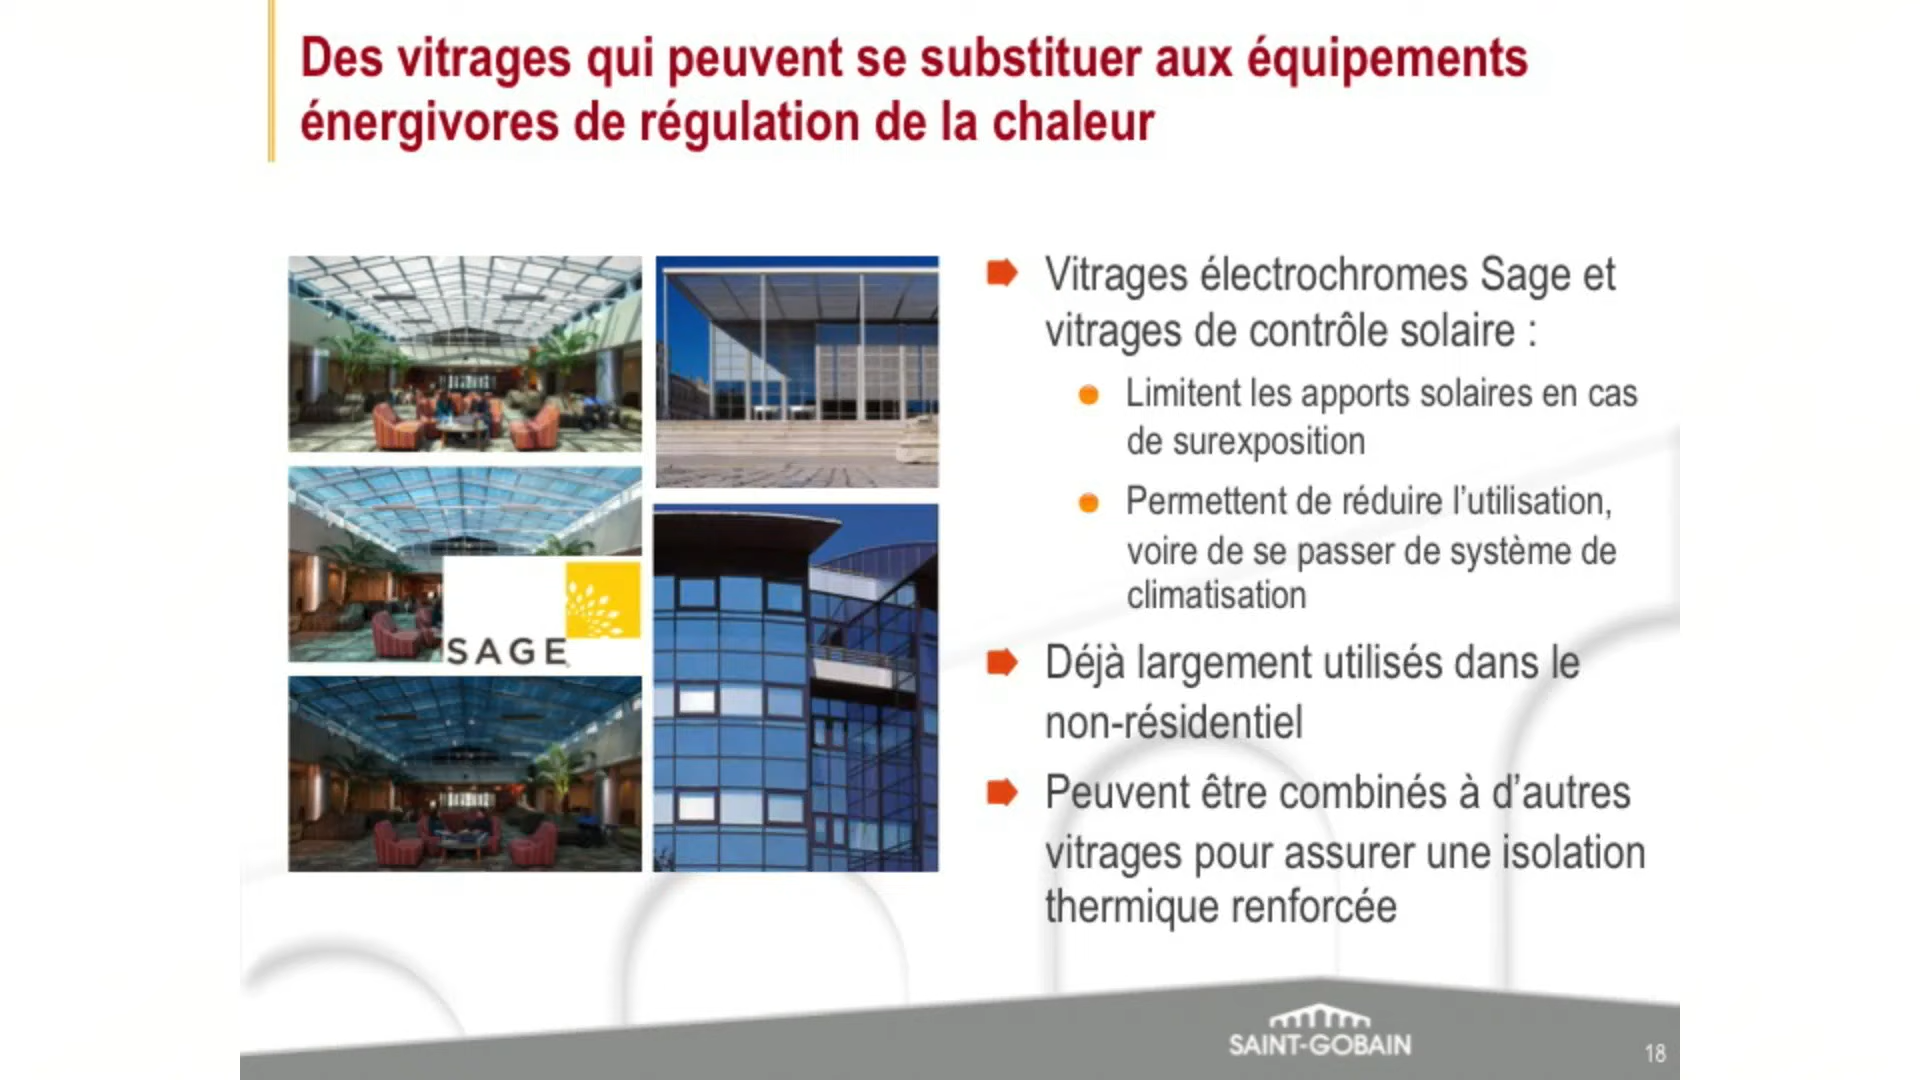 Des vitrages qui peuvent se substituer aux équipements
énergivores de régulation de la chaleur
Vitrages électrochromes Sage et
vitrages de contrôle solaire :
Limitent les apports solaires en cas
de surexposition
Permettent de réduire l’utilisation,
voire de se passer de système de
climatisation
Déjà largement utilisés dans le
non-résidentiel
Peuvent être combinés à d’autres
vitrages pour assurer une isolation
thermique renforcée
SAGE
SAINT-GOBAIN
18